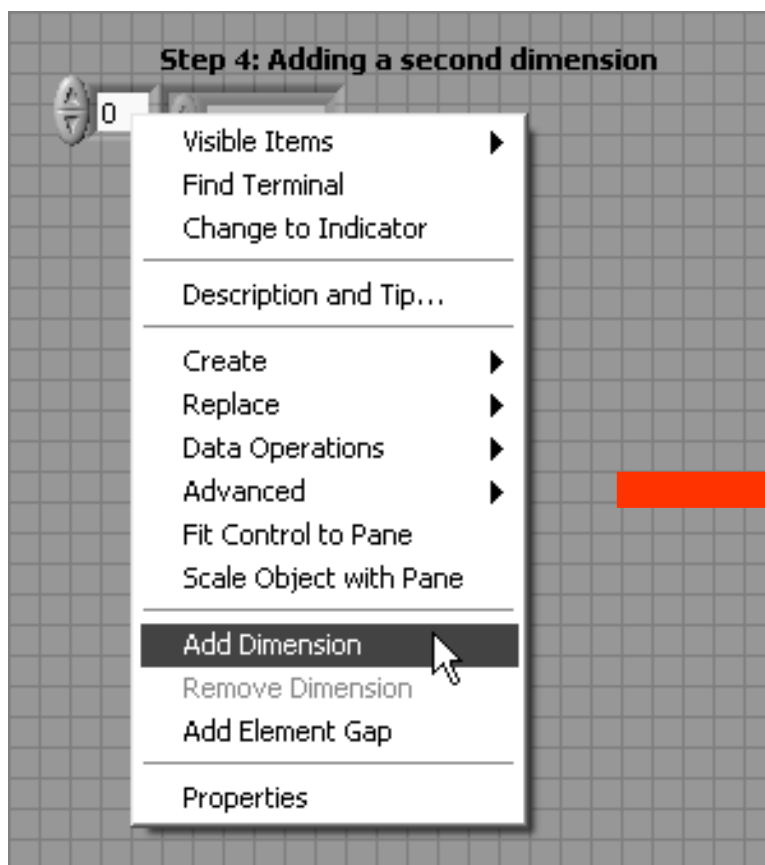 Step 4: Adding a second dimension
0
Visible Items
Find Terminal
Change to Indicator
Description and Tip...
Create
Replace
Data Operations
Advanced
Fit Control to Pane
Scale Object with Pane
Add Dimension
Remove Dimension
Add Element Gap
Properties